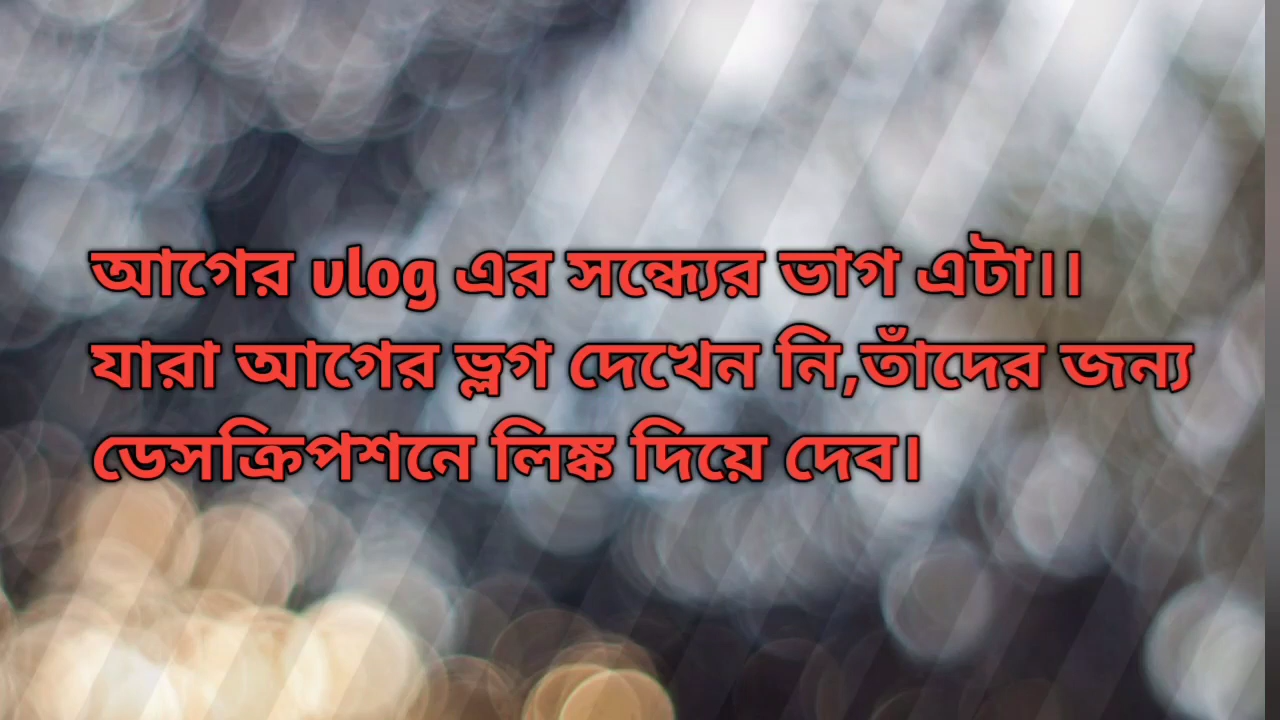 আগের vlog এর সন্ধ্যের ভাগ এটা।।
যারা আগের ভ্লগ দেখেন নি,তাঁদের জন্য
ডেসক্রিপশনে লিঙ্ক দিয়ে দেব।